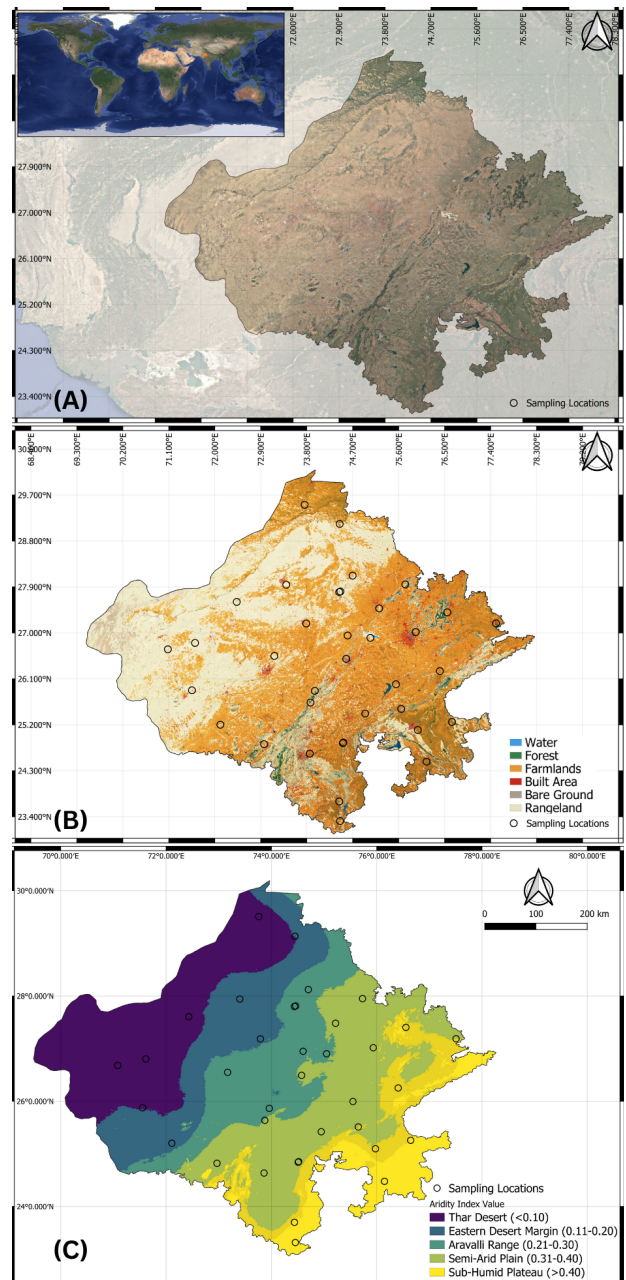 72.000°E 72.900°E 73.800°E 74.700°E 75.600°E 76.500°E 77.400°E
27.900°N
27.000°N
26.100°N
25.200°N
24.300°N
23.400°N
(A)
Sampling Locations
68.400°E 69.300°E 70.200°E 71.100°E 72.000°E 72.900°E 73.800°E 74.700°E 75.600°E 76.500°E 77.400°E 78.300°E 79.200°E
30.600°N
29.700°N
28.800°N
27.900°N
27.000°N
26.100°N
25.200°N
24.300°N
23.400°N
(B)
Water
Forest
Farmlands
Built Area
Bare Ground
Rangeland
Sampling Locations
70°0.000'E 72°0.000'E 74°0.000'E 76°0.000'E 78°0.000'E 80°0.000'E
0 100 200 km
30°0.000'N
28°0.000'N
26°0.000'N
24°0.000'N
(C)
Sampling Locations
Aridity Index Value
Thar Desert (<0.10)
Eastern Desert Margin (0.11-0.20)
Aravalli Range (0.21-0.30)
Semi-Arid Plain (0.31-0.40)
Sub-Humid Plateau (>0.40)